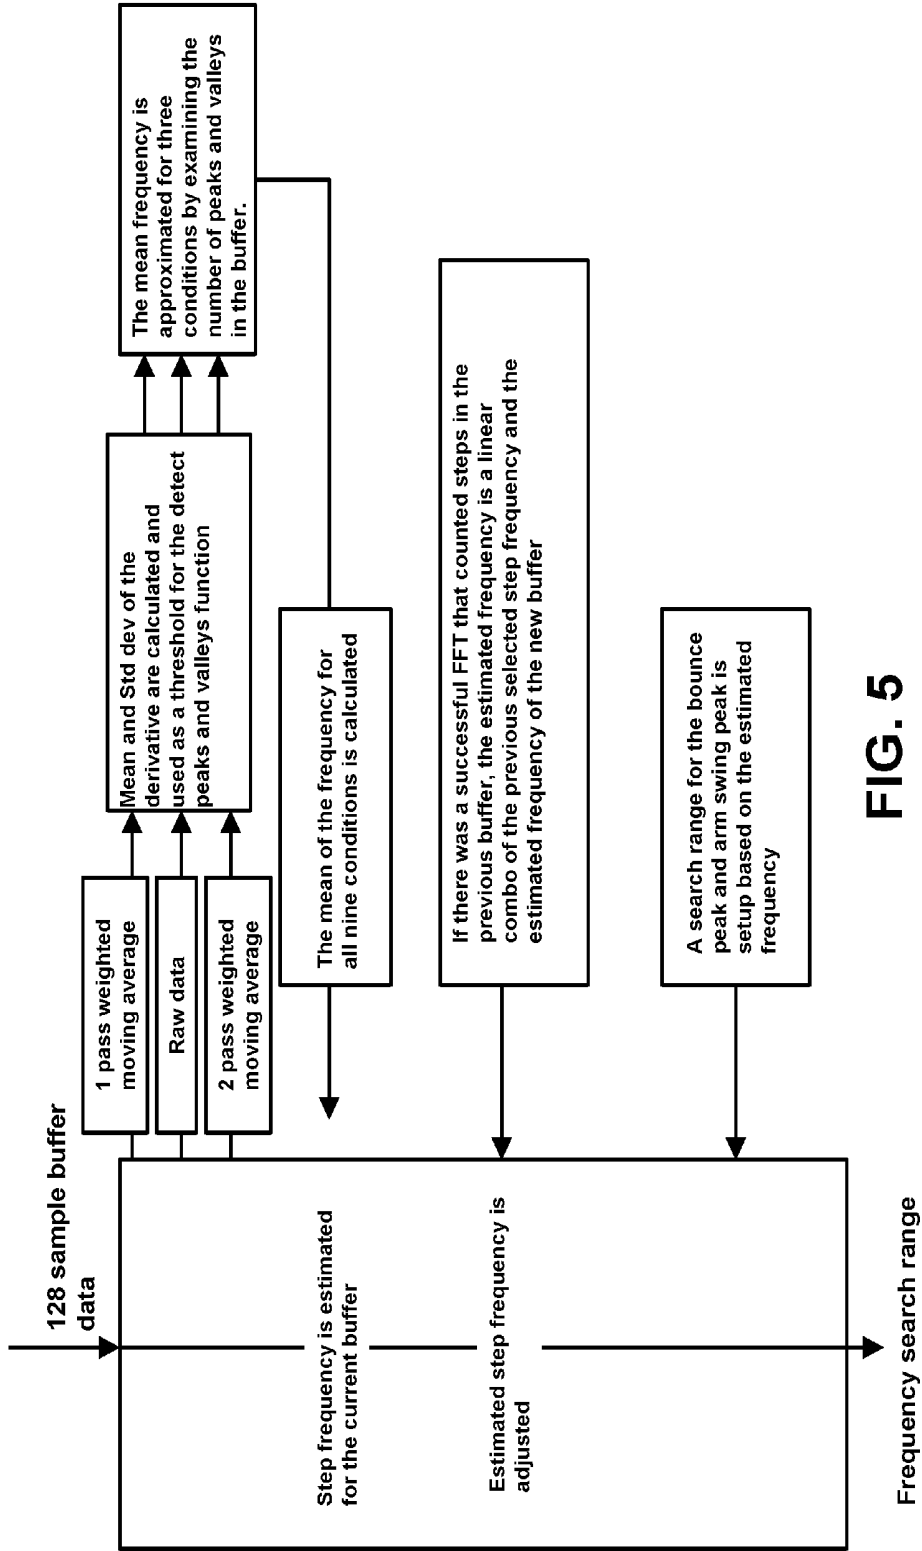 128 sample buffer
data
1 pass weighted
moving average
Raw data
2 pass weighted
moving average
Mean and Std dev of the
derivative are calculated and
used as a threshold for the detect
peaks and valleys function
The mean frequency is
approximated for three
conditions by examining the
number of peaks and valleys
in the buffer.
Step frequency is estimated
for the current buffer
The mean of the frequency for
all nine conditions is calculated
Estimated step frequency is
adjusted
If there was a successful FFT that counted steps in the
previous buffer, the estimated frequency is a linear
combo of the previous selected step frequency and the
estimated frequency of the new buffer
A search range for the bounce
peak and arm swing peak is
setup based on the estimated
frequency
Frequency search range
FIG. 5